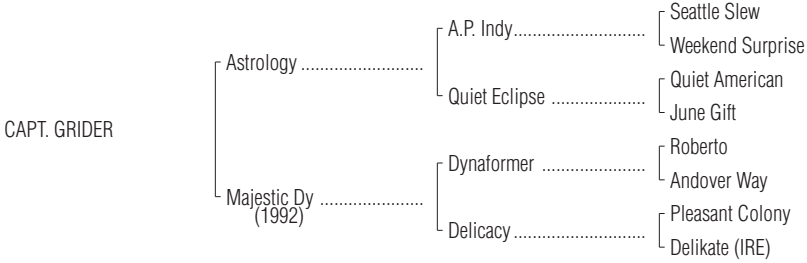 Seattle Slew
A.P. Indy..............................
Weekend Surprise
Astrology ...........................
Quiet American
Quiet Eclipse .....................
June Gift
CAPT. GRIDER
Roberto
Dynaformer .......................
Andover Way
Majestic Dy .......................
(1992)
Pleasant Colony
Delicacy..............................
Delikate (IRE)